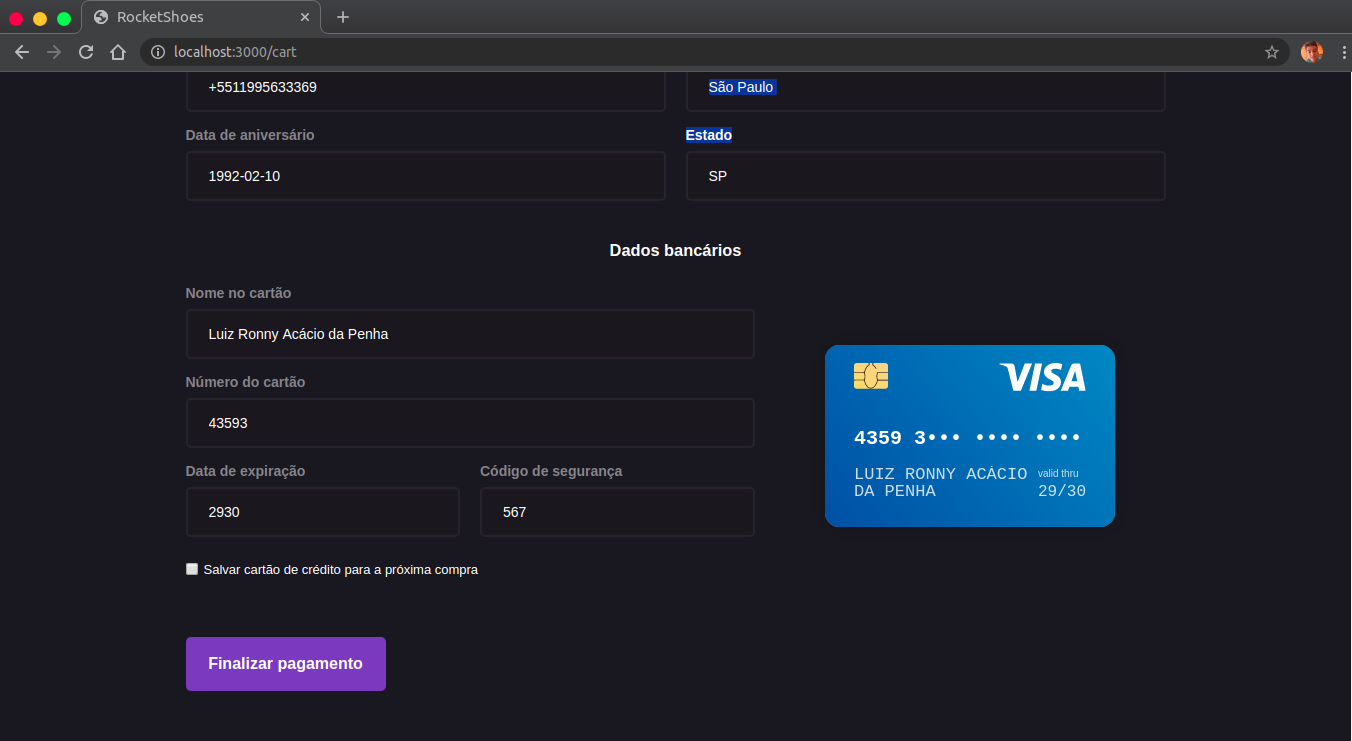 RocketShoes
localhost:3000/cart
+5511995633369
São Paulo
Data de aniversário
Estado
1992-02-10
SP
Dados bancários
Nome no cartão
Luiz Ronny Acácio da Penha
Número do cartão
43593
Data de expiração
Código de segurança
2930
567
Salvar cartão de crédito para a próxima compra
VISA
4359 3••• •••• ••••
LUIZ RONNY ACÁCIO
DA PENHA
valid thru
29/30
Finalizar pagamento